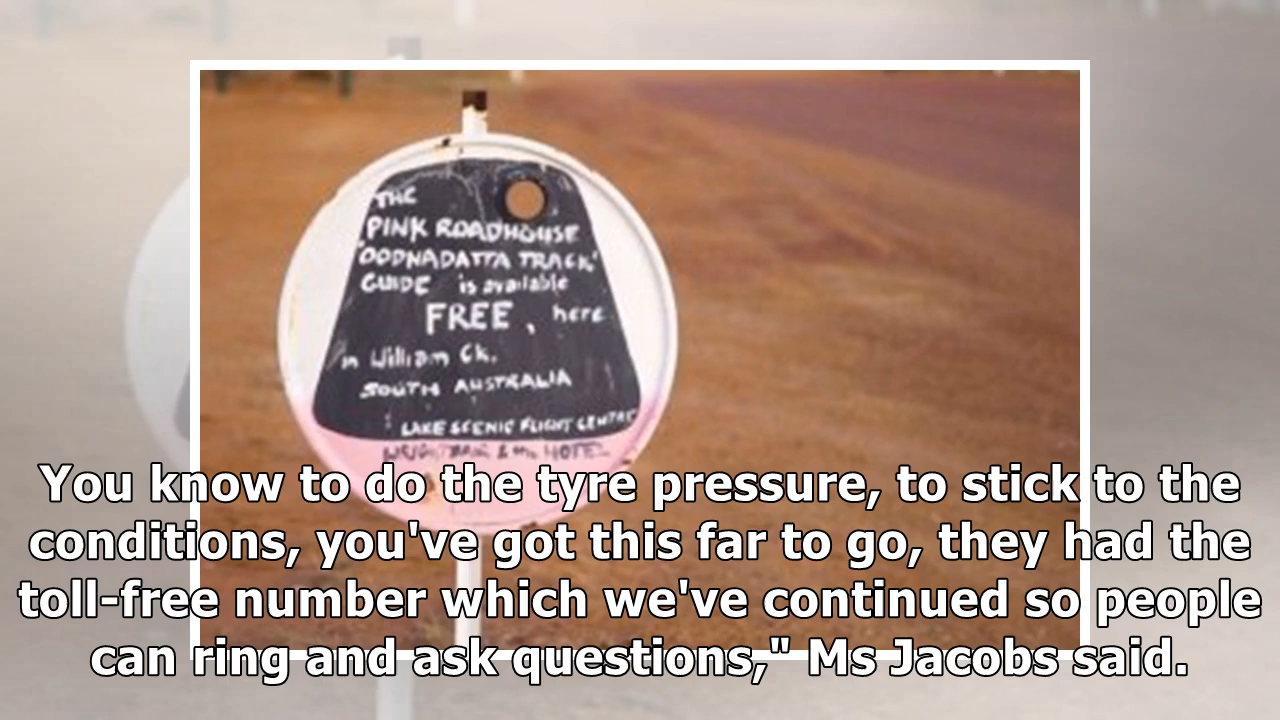 THE
PINK ROADHOUSE
'OODNADATTA TRACK'
GUIDE is available
FREE, here
in William Ck.
SOUTH AUSTRALIA
LAKE SCENIC FLIGHT CENTRE
HOTEL
You know to do the tyre pressure, to stick to the
conditions, you've got this far to go, they had the
toll-free number which we've continued so people
can ring and ask questions," Ms Jacobs said.